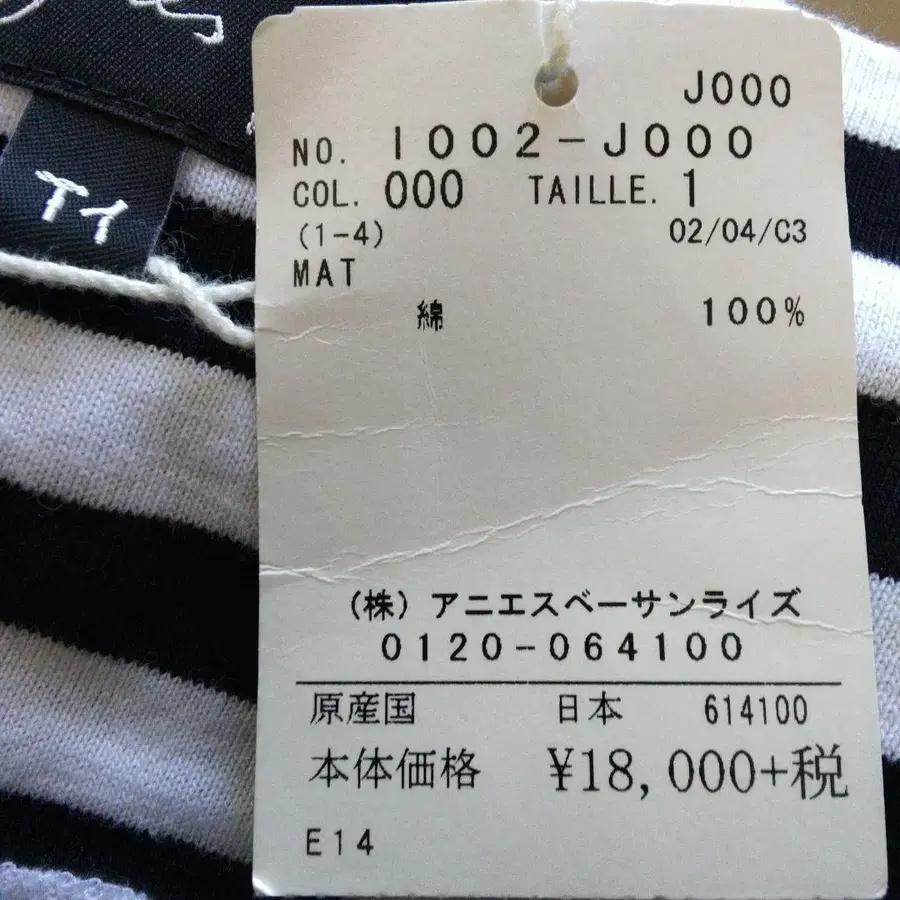 J000
NO. I002-J000
COL. 000 TAILLE. 1
(1-4) 02/04/C3
MAT
綿 100%
(株) アニエスベーサンライズ
0120-064100
原産国 日本 614100
本体価格 ¥18,000+税
E14
T1